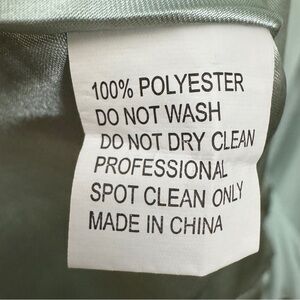 100% POLYESTER
DO NOT WASH
DO NOT DRY CLEAN
PROFESSIONAL
SPOT CLEAN ONLY
MADE IN CHINA